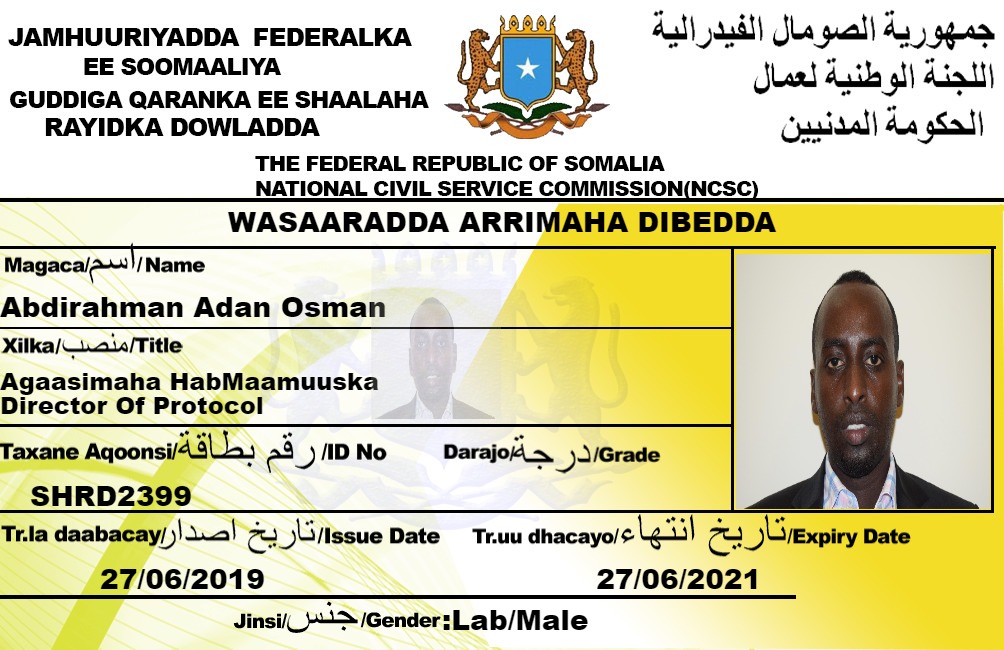 JAMHUURIYADDA FEDERALKA
EE SOOMAALIYA
GUDDIGA QARANKA EE SHAALAHA
RAYIDKA DOWLADDA
جمهورية الصومال الفيدرالية
اللجنة الوطنية لعمال
الحكومة المدنيين
THE FEDERAL REPUBLIC OF SOMALIA
NATIONAL CIVIL SERVICE COMMISSION(NCSC)
WASAARADDA ARRIMAHA DIBEDDA
Magaca/اسم/Name
Abdirahman Adan Osman
Xilka/منصب/Title
Agaasimaha HabMaamuuska
Director Of Protocol
Taxane Aqoonsi/رقم بطاقة/ID No
Darajo/درجة/Grade
SHRD2399
Tr.la daabacay/تاريخ اصدار/Issue Date
Tr.uu dhacayo/تاريخ انتهاء/Expiry Date
27/06/2019
27/06/2021
Jinsi/جنس/Gender:Lab/Male